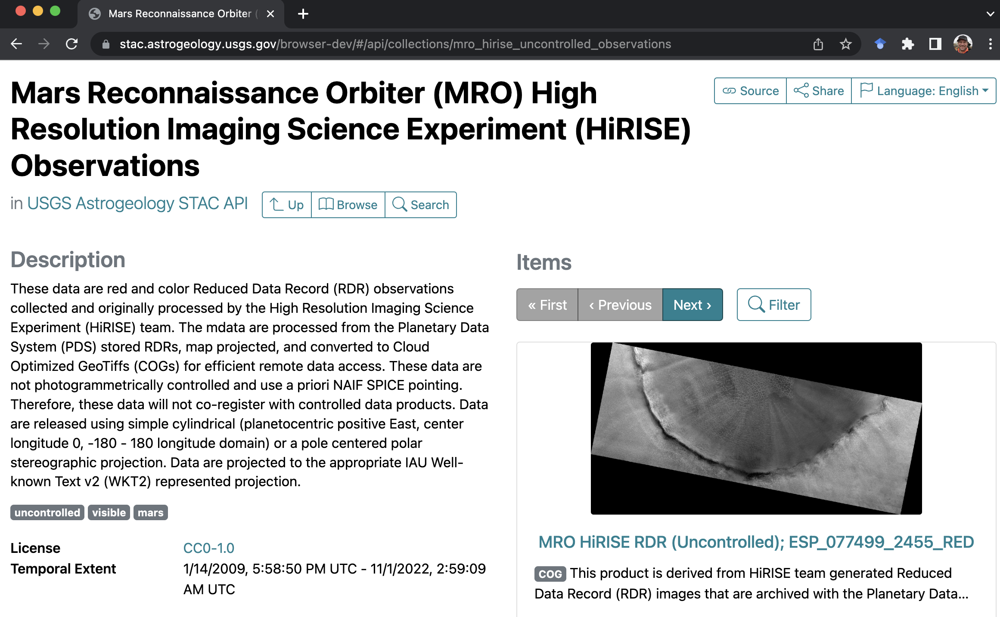 Mars Reconnaissance Orbiter (
stac.astrogeology.usgs.gov/browser-dev/#/api/collections/mro_hirise_uncontrolled_observations
Mars Reconnaissance Orbiter (MRO) High
Resolution Imaging Science Experiment (HiRISE)
Observations
Source Share Language: English
in USGS Astrogeology STAC API Up Browse Search
Description
These data are red and color Reduced Data Record (RDR) observations
collected and originally processed by the High Resolution Imaging Science
Experiment (HiRISE) team. The mdata are processed from the Planetary Data
System (PDS) stored RDRs, map projected, and converted to Cloud
Optimized GeoTiffs (COGs) for efficient remote data access. These data are
not photogrammetrically controlled and use a priori NAIF SPICE pointing.
Therefore, these data will not co-register with controlled data products. Data
are released using simple cylindrical (planetocentric positive East, center
longitude 0, -180 - 180 longitude domain) or a pole centered polar
stereographic projection. Data are projected to the appropriate IAU Well-
known Text v2 (WKT2) represented projection.
uncontrolled visible mars
License CC0-1.0
Temporal Extent 1/14/2009, 5:58:50 PM UTC - 11/1/2022, 2:59:09
AM UTC
Items
« First ‹ Previous Next › Filter
MRO HiRISE RDR (Uncontrolled); ESP_077499_2455_RED
COG This product is derived from HiRISE team generated Reduced
Data Record (RDR) images that are archived with the Planetary Data...